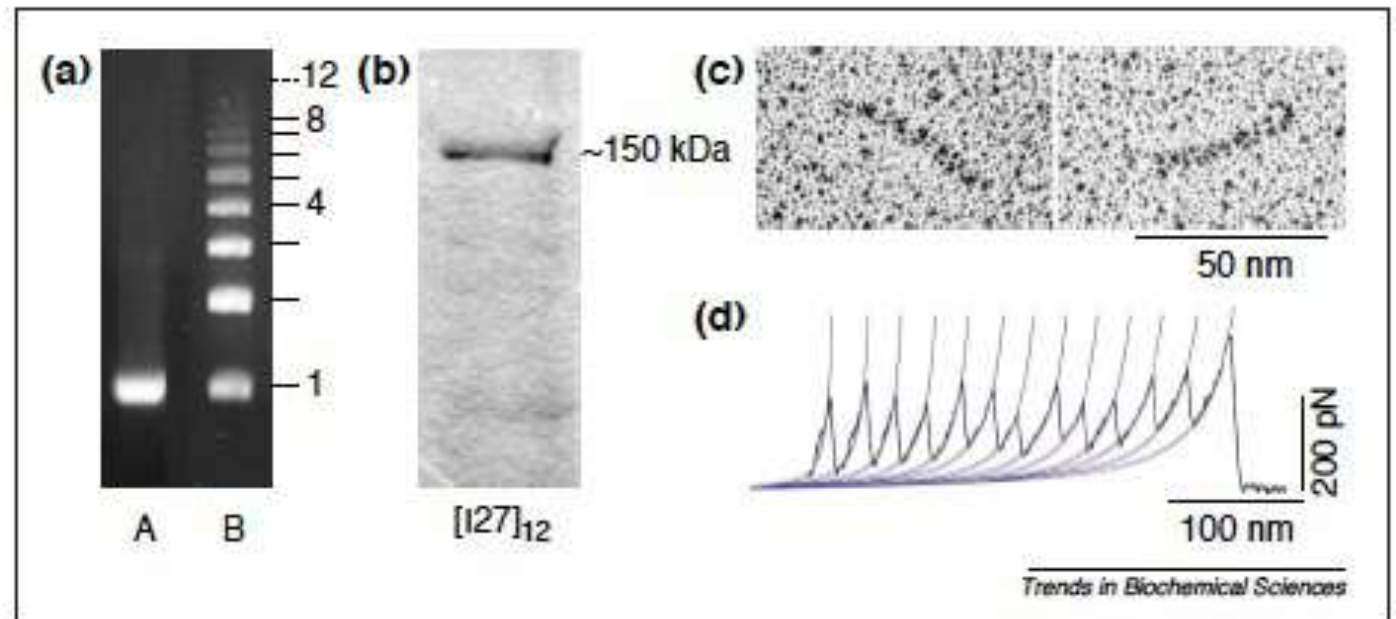 (a)
12
8
4
1
A B
(b)
~150 kDa
[I27]12
(c)
50 nm
(d)
200 pN
100 nm
Trends in Biochemical Sciences